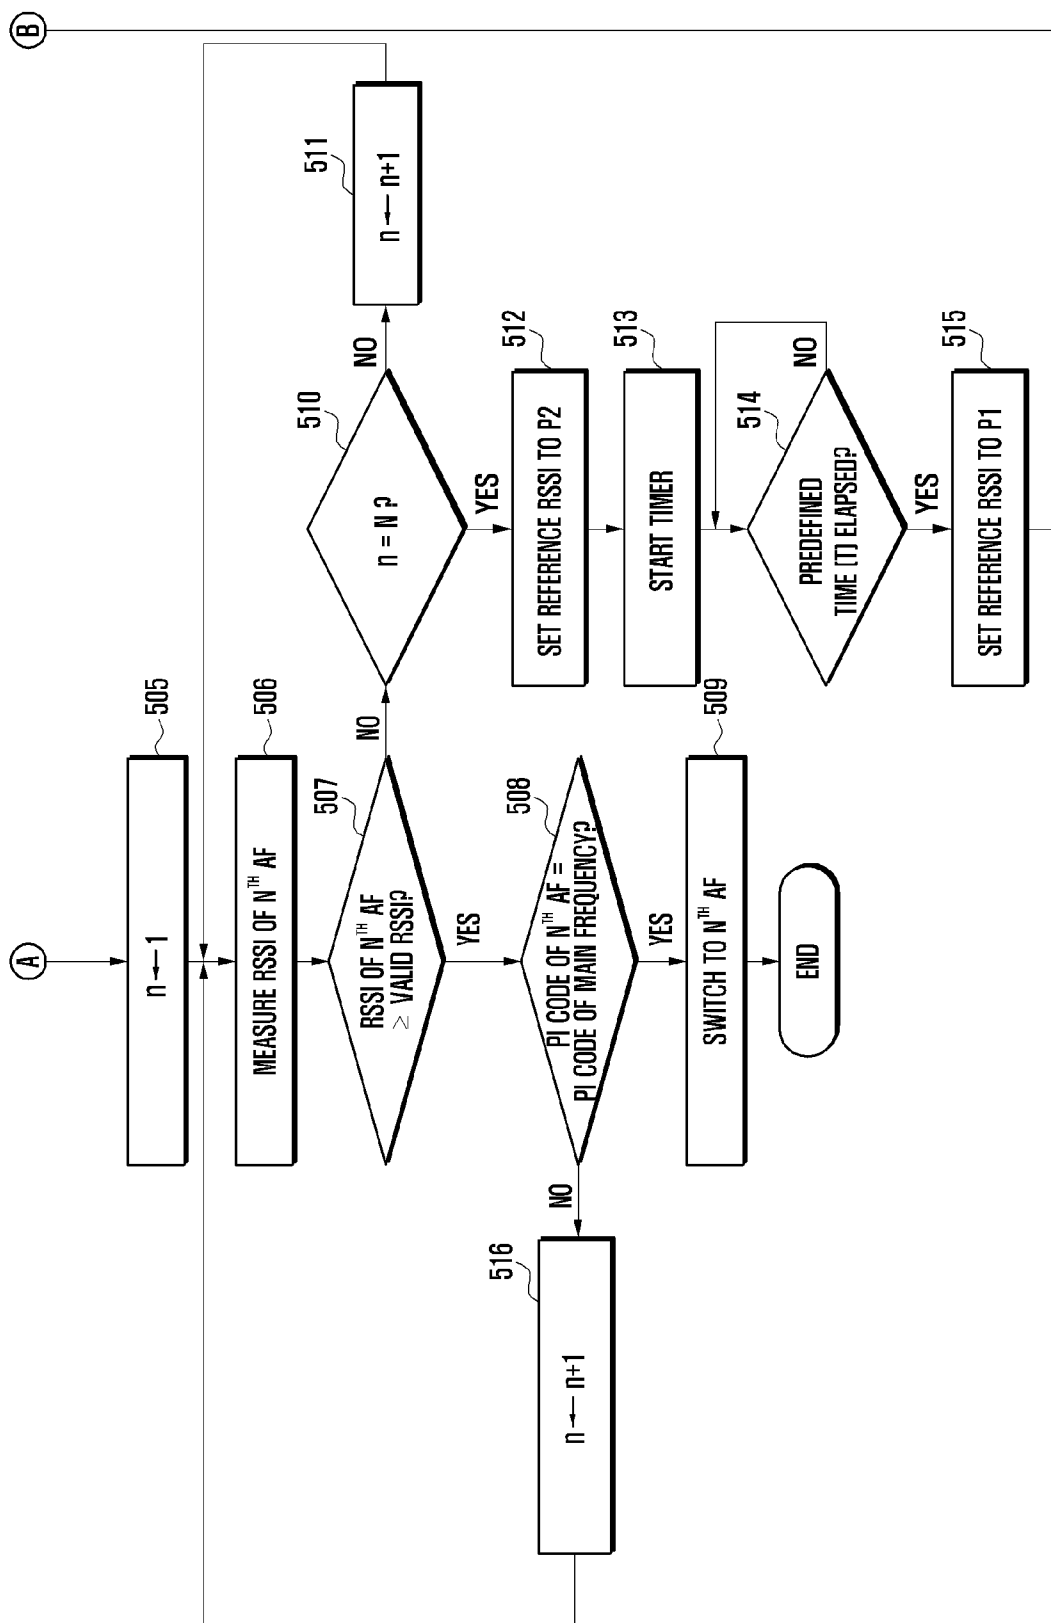 A
B
505
n ← 1
506
MEASURE RSSI OF Nᵀᴴ AF
507
RSSI OF Nᵀᴴ AF
≥ VALID RSSI?
NO
YES
508
PI CODE OF Nᵀᴴ AF =
PI CODE OF MAIN FREQUENCY?
NO
YES
509
SWITCH TO Nᵀᴴ AF
END
516
n ← n+1
510
n = N ?
NO
YES
511
n ← n+1
512
SET REFERENCE RSSI TO P2
513
START TIMER
514
PREDEFINED
TIME (T) ELAPSED?
NO
YES
515
SET REFERENCE RSSI TO P1